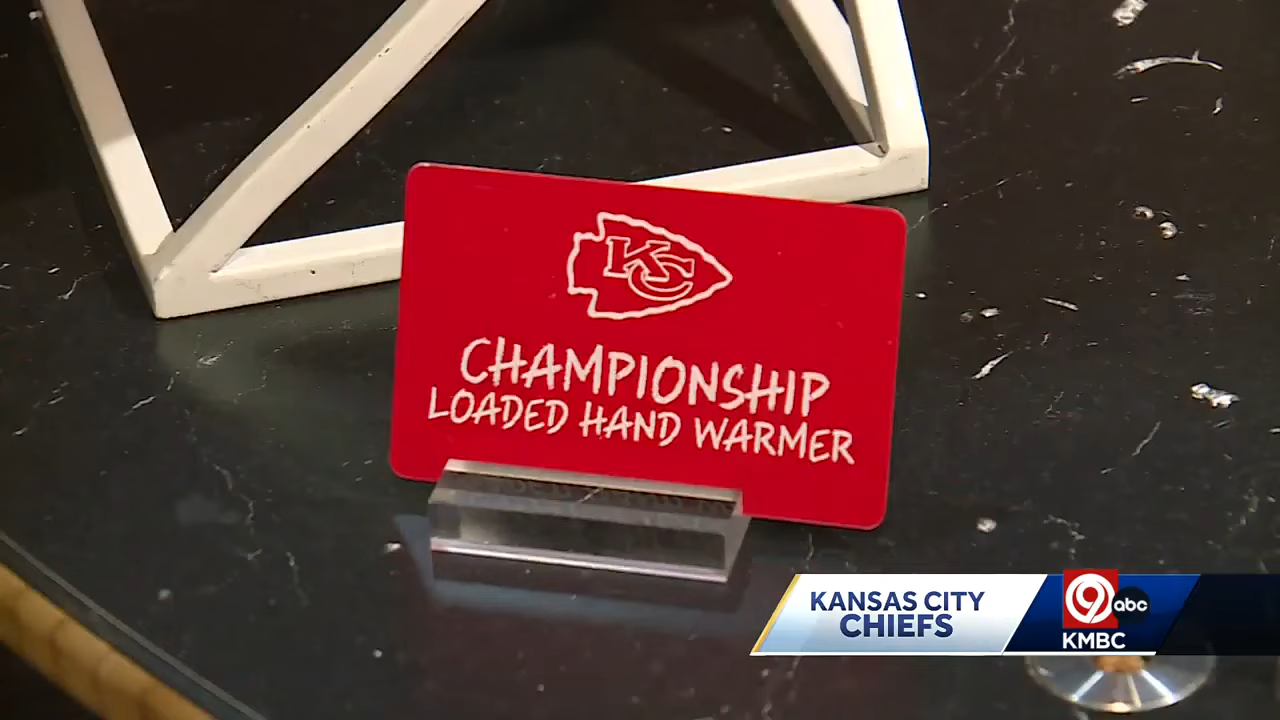 KC
CHAMPIONSHIP
LOADED HAND WARMER
KANSAS CITY
CHIEFS
9
abc
KMBC